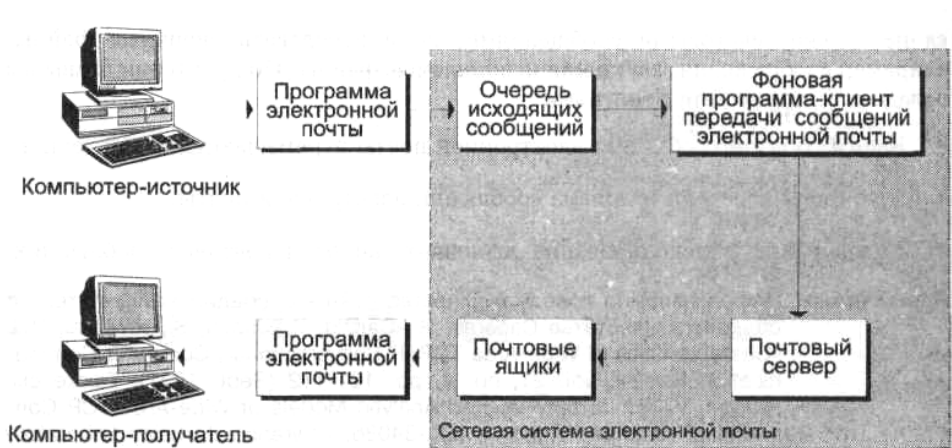 Программа
электронной
почты
Очередь
исходящих
сообщений
Фоновая
программа-клиент
передачи сообщений
электронной почты
Компьютер-источник
Программа
электронной
почты
Почтовые
ящики
Почтовый
сервер
Компьютер-получатель
Сетевая система электронной почты